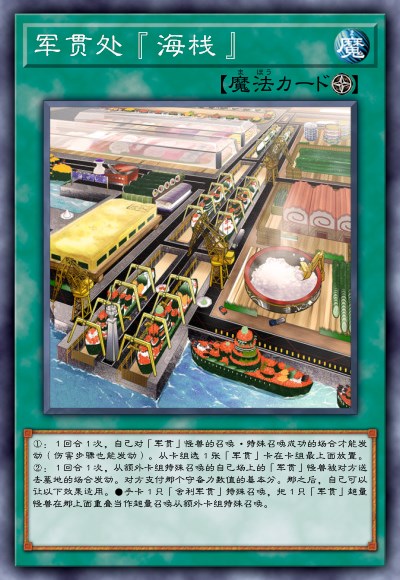 军贯处『海栈』
魔
【魔法カード】
まほう
①：1回合1次，自己对「军贯」怪兽的召唤·特殊召唤成功的场合才能发
动（伤害步骤也能发动）。从卡组选1张「军贯」卡在卡组最上面放置。
②：1回合1次，从额外卡组特殊召唤的自己场上的「军贯」怪兽被对方送
去墓地的场合发动。对方支付那个守备力数值的基本分。那之后，自己可以
让以下效果适用。●手卡1只「舍利军贯」特殊召唤，把1只「军贯」超量
怪兽在那上面重叠当作超量召唤从额外卡组特殊召唤。